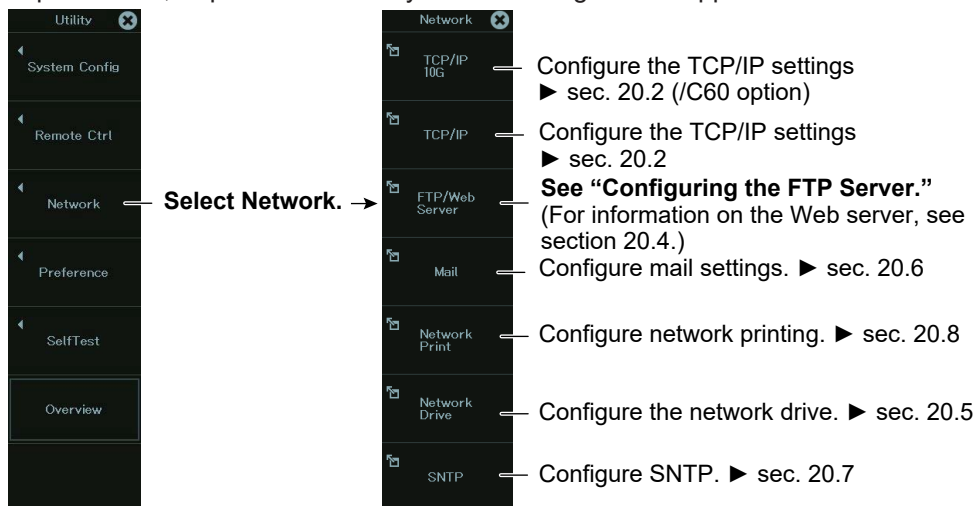 Utility
System Config
Remote Ctrl
Network
Preference
SelfTest
Overview
Select Network.
Network
TCP/IP
10G
Configure the TCP/IP settings
► sec. 20.2 (/C60 option)
TCP/IP
Configure the TCP/IP settings
► sec. 20.2
FTP/Web
Server
See “Configuring the FTP Server.”
(For information on the Web server, see
section 20.4.)
Mail
Configure mail settings. ► sec. 20.6
Network
Print
Configure network printing. ► sec. 20.8
Network
Drive
Configure the network drive. ► sec. 20.5
SNTP
Configure SNTP. ► sec. 20.7